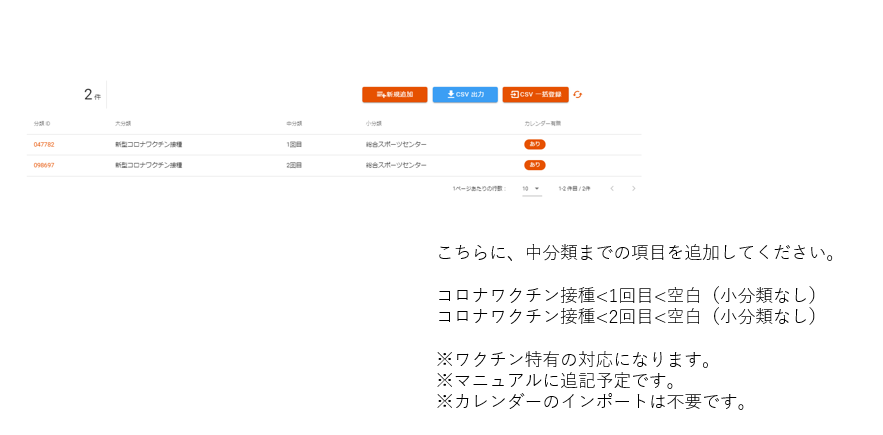 2 件
新規追加 CSV 出力 CSV 一括登録
分類ID 大分類 中分類 小分類 カレンダー有無
047782 新型コロナワクチン接種 1回目 総合スポーツセンター あり
098697 新型コロナワクチン接種 2回目 総合スポーツセンター あり
1ページあたりの行数: 10 1-2 件目 / 2件
こちらに、中分類までの項目を追加してください。
コロナワクチン接種<1回目<空白（小分類なし）
コロナワクチン接種<2回目<空白（小分類なし）
※ワクチン特有の対応になります。
※マニュアルに追記予定です。
※カレンダーのインポートは不要です。